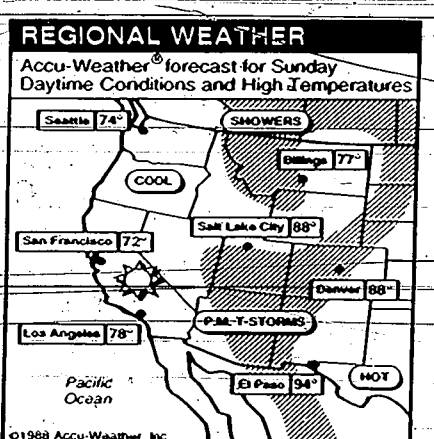 REGIONAL WEATHER
Accu-Weather® forecast for Sunday
Daytime Conditions and High Temperatures
Seattle 74°
SHOWERS
Billings 77°
COOL
Salt Lake City 88°
San Francisco 72°
Denver 88°
Los Angeles 78°
P.M. T-STORMS
Pacific
Ocean
El Paso 94°
HOT
©1988 Accu-Weather, Inc.